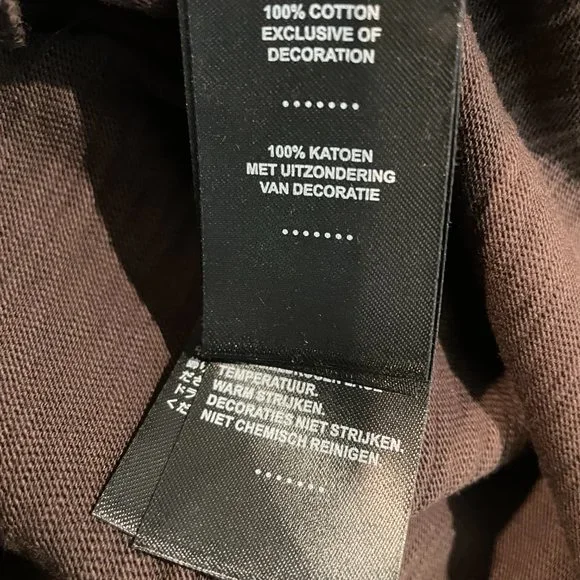 100% COTTON
EXCLUSIVE OF
DECORATION
100% KATOEN
MET UITZONDERING
VAN DECORATIE
TEMPERATUUR.
WARM STRIJKEN.
DECORATIES NIET STRIJKEN.
NIET CHEMISCH REINIGEN.